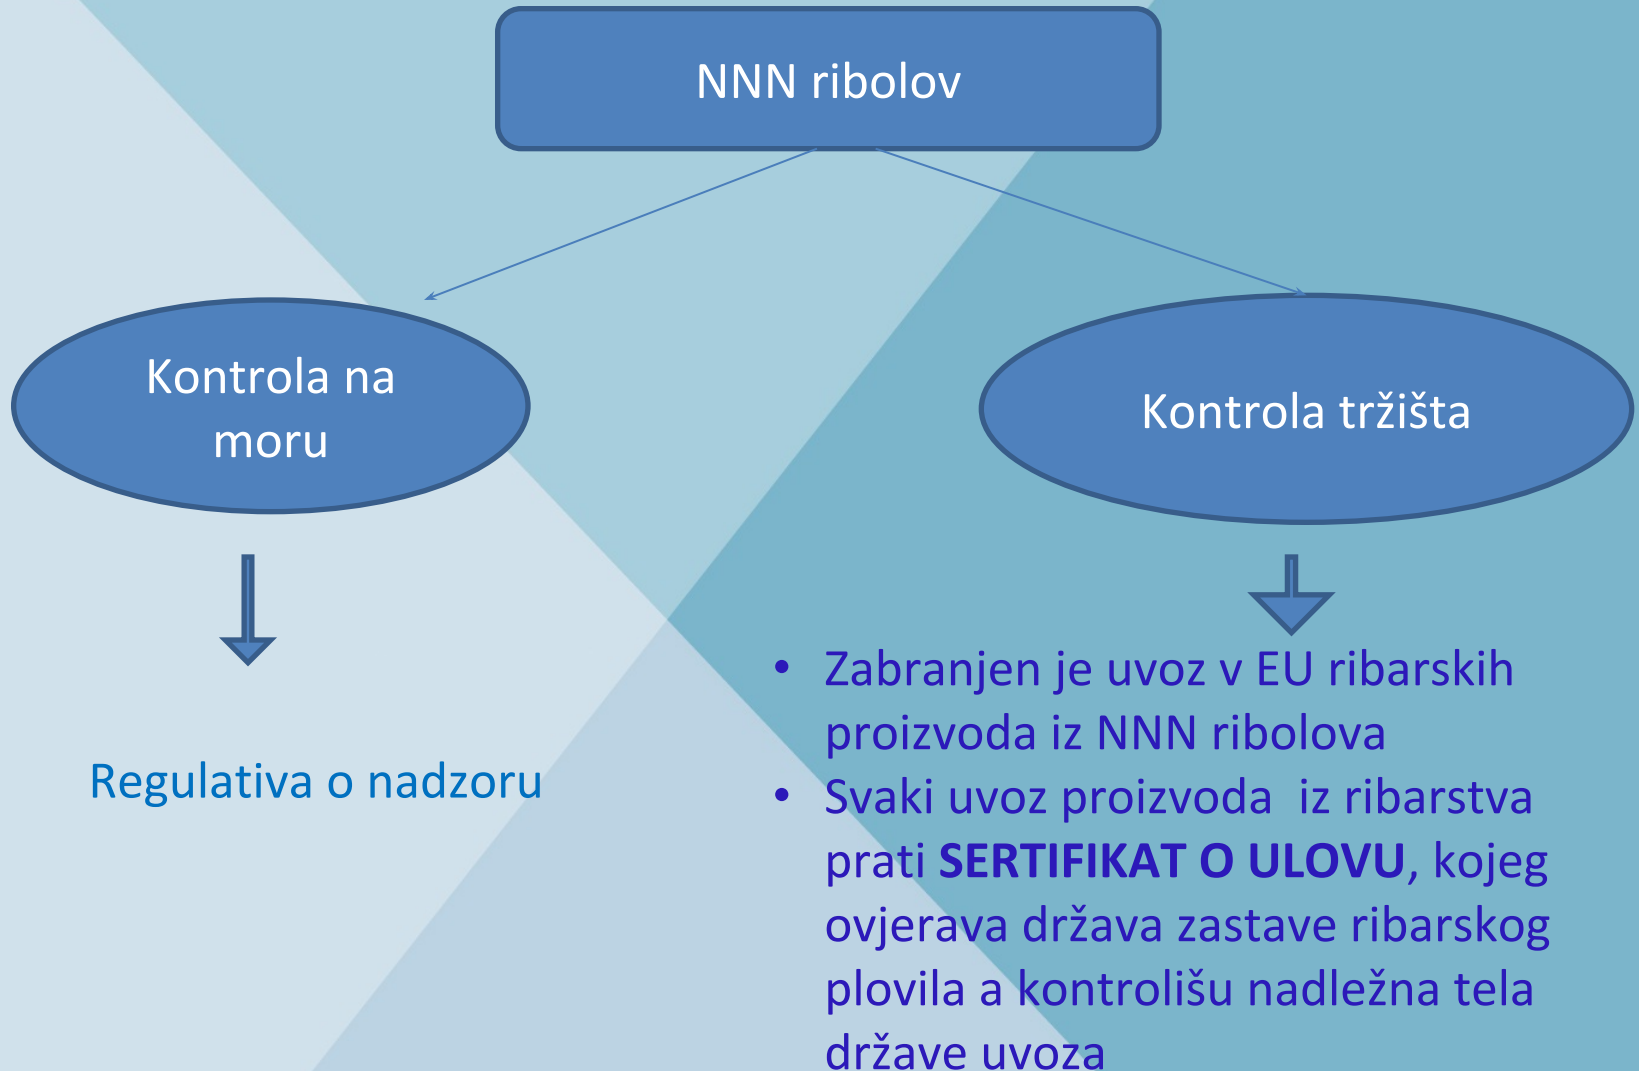 NNN ribolov
Kontrola na
moru
Kontrola tržišta
Regulativa o nadzoru
• Zabranjen je uvoz v EU ribarskih
proizvoda iz NNN ribolova
• Svaki uvoz proizvoda  iz ribarstva
prati SERTIFIKAT O ULOVU, kojeg
ovjerava država zastave ribarskog
plovila a kontrolišu nadležna tela
države uvoza